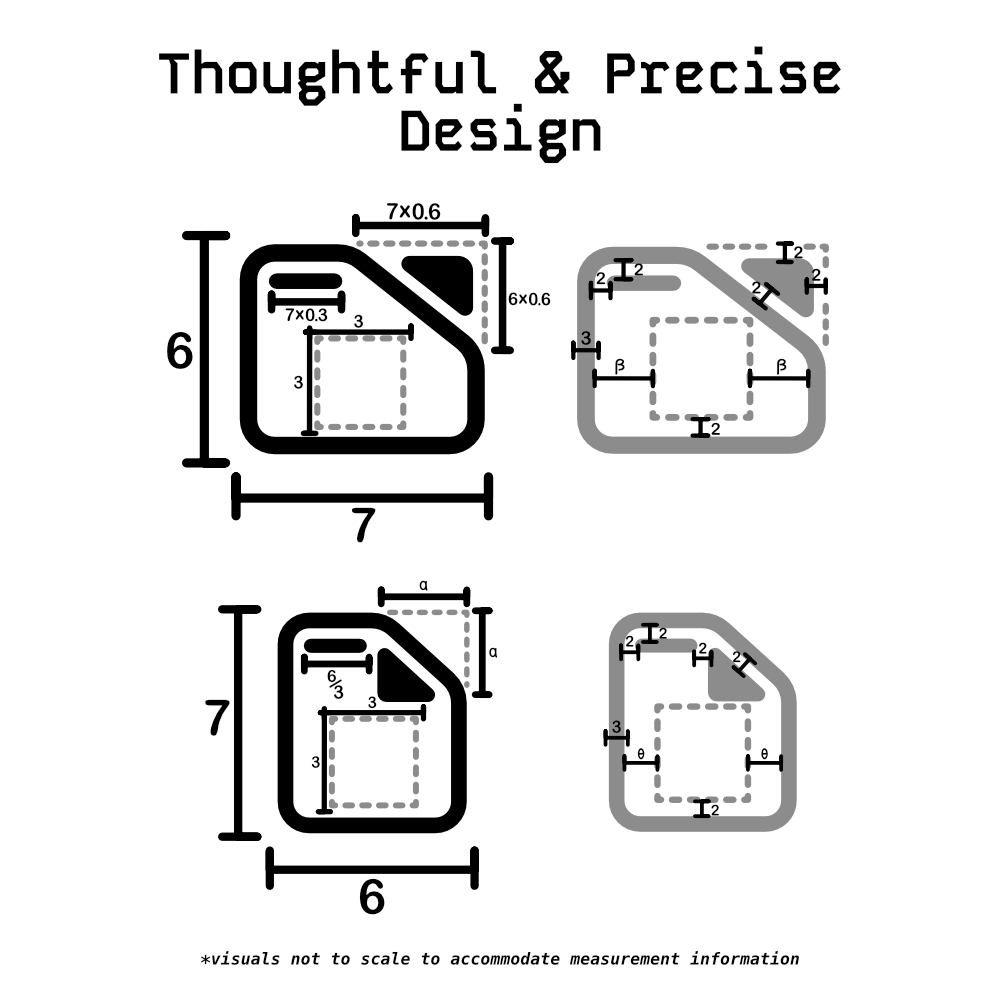 Thoughtful & Precise
Design
7×0.6
6
7×0.3
3
3
6×0.6
7
2
2
2
2
2
3
β
β
2
α
α
7
6/3
3
3
6
2
2
2
2
3
θ
θ
2
*visuals not to scale to accommodate measurement information